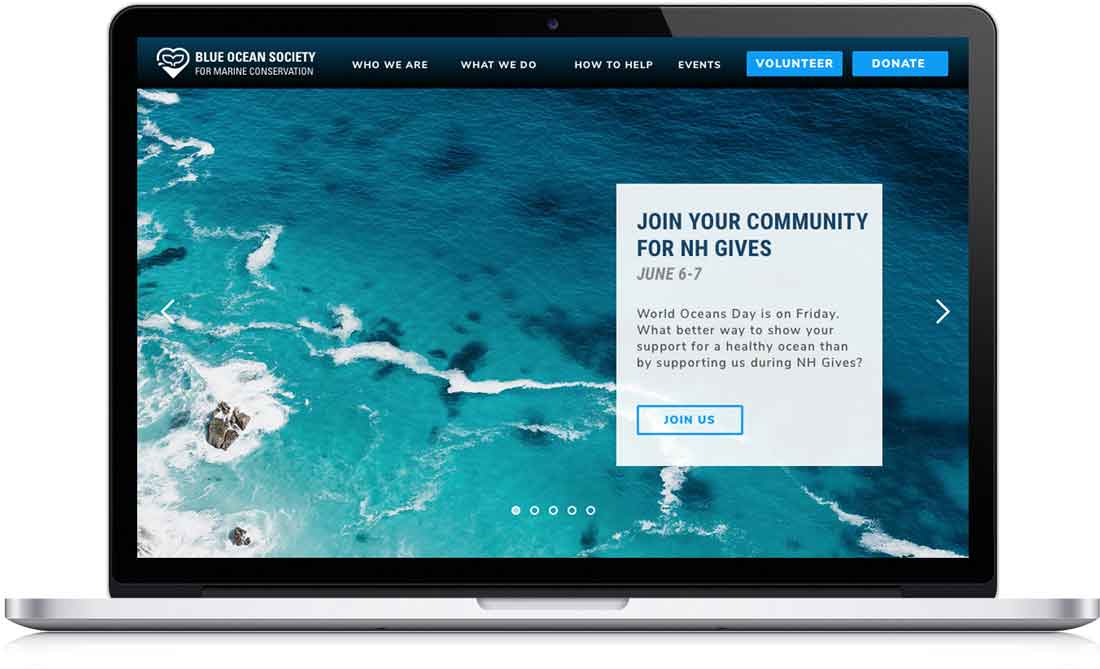 BLUE OCEAN SOCIETY
FOR MARINE CONSERVATION
WHO WE ARE
WHAT WE DO
HOW TO HELP
EVENTS
VOLUNTEER
DONATE
JOIN YOUR COMMUNITY
FOR NH GIVES
JUNE 6-7
World Oceans Day is on Friday.
What better way to show your
support for a healthy ocean than
by supporting us during NH Gives?
JOIN US